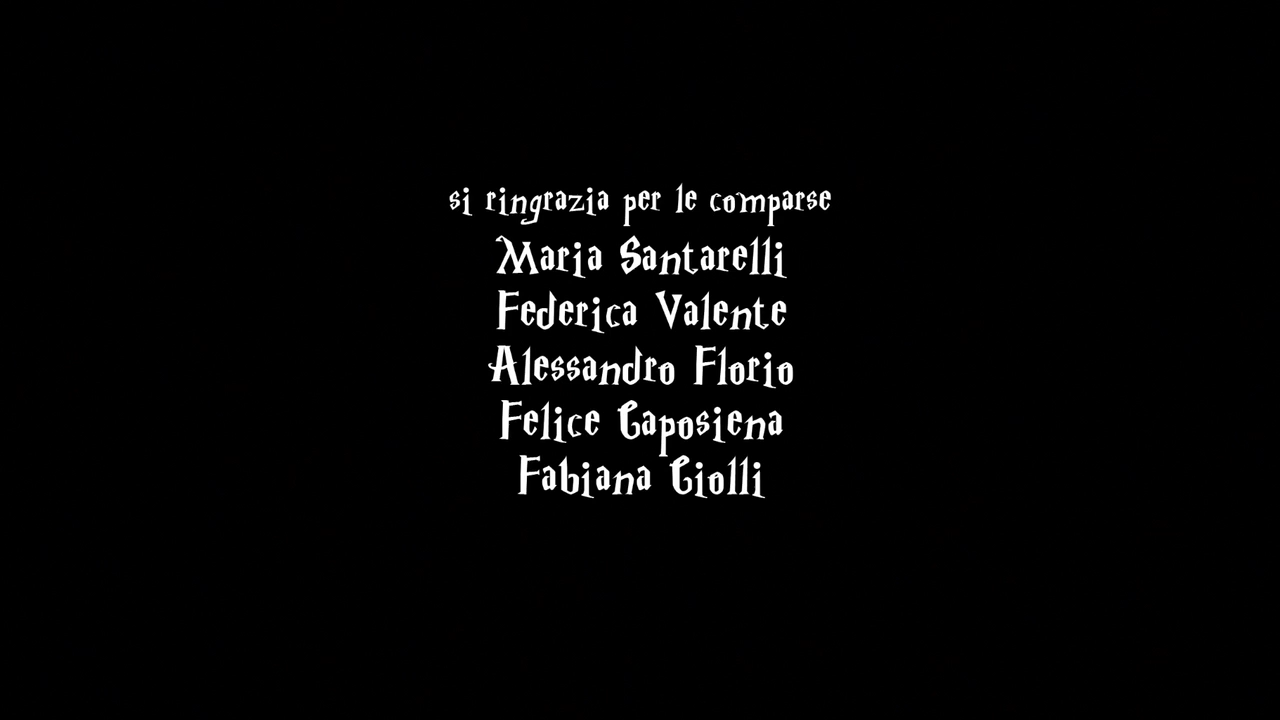 si ringrazia per le comparse
Maria Santarelli
Federica Valente
Alessandro Florio
Felice Caposiena
Fabiana Ciolli